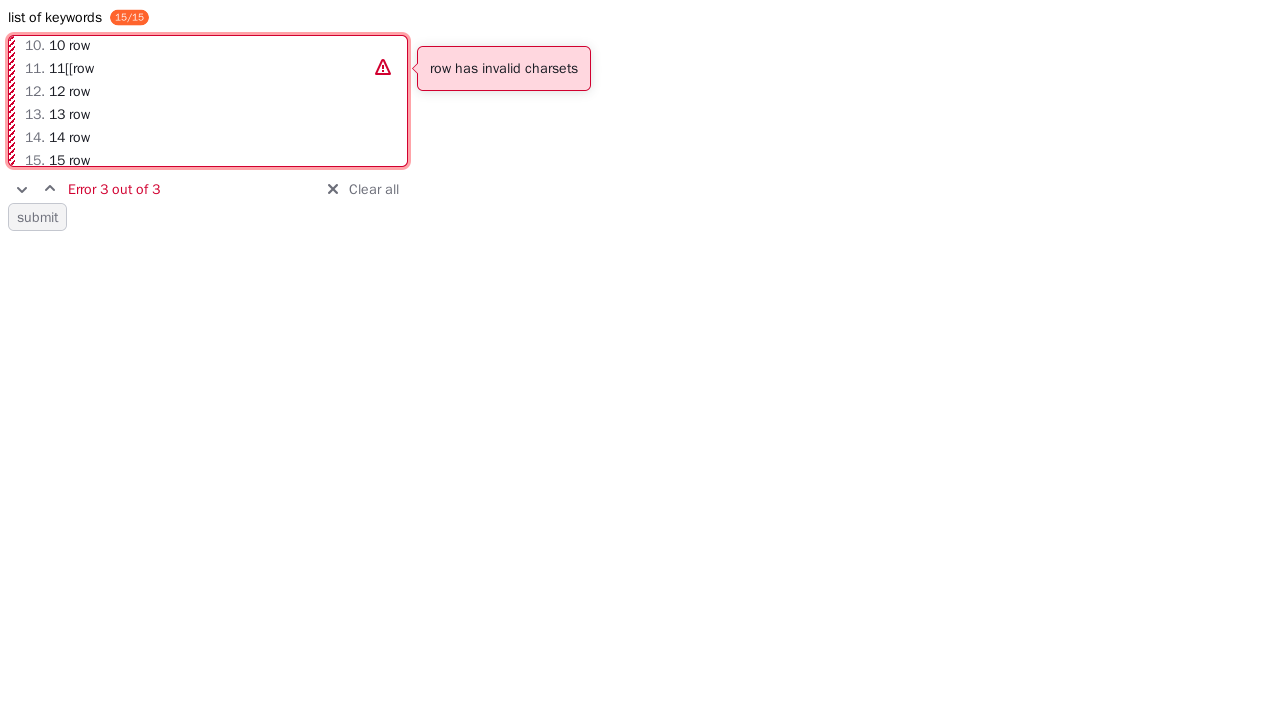 list of keywords 15/15
10. 10 row
11. 11[[row
row has invalid charsets
12. 12 row
13. 13 row
14. 14 row
15. 15 row
Error 3 out of 3 Clear all
submit